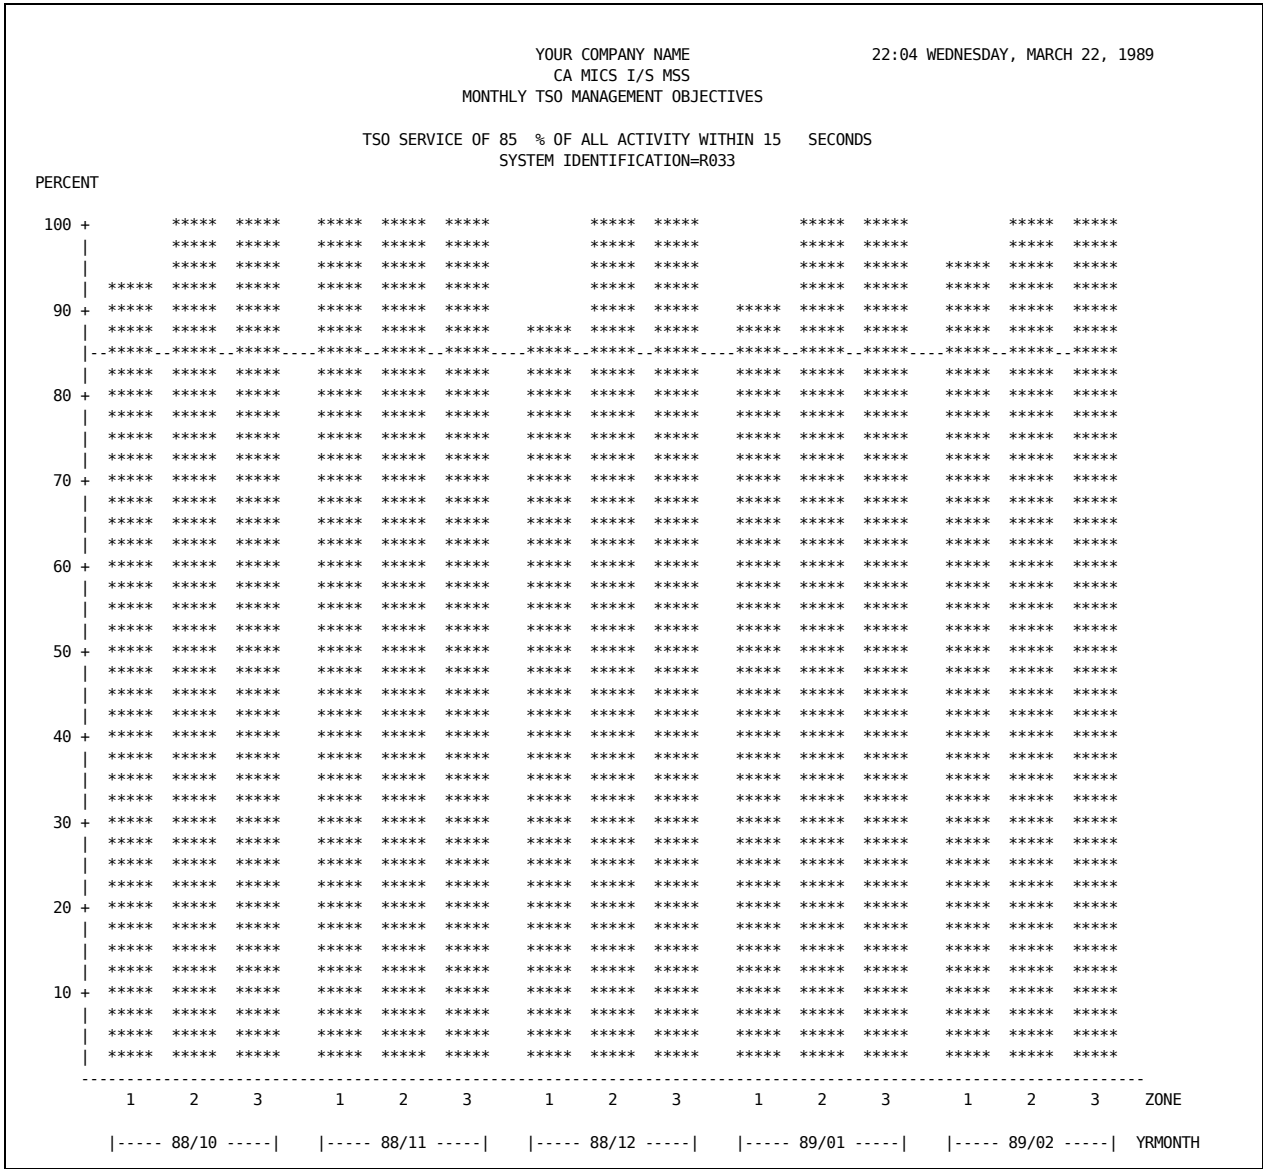 YOUR COMPANY NAME 22:04 WEDNESDAY, MARCH 22, 1989
CA MICS I/S MSS
MONTHLY TSO MANAGEMENT OBJECTIVES
TSO SERVICE OF 85 % OF ALL ACTIVITY WITHIN 15 SECONDS
SYSTEM IDENTIFICATION=R033
PERCENT
100 + ***** ***** ***** ***** ***** ***** ***** ***** ***** ***** *****
| ***** ***** ***** ***** ***** ***** ***** ***** ***** ***** *****
| ***** ***** ***** ***** ***** ***** ***** ***** ***** ***** ***** *****
| ***** ***** ***** ***** ***** ***** ***** ***** ***** ***** ***** ***** *****
90 + ***** ***** ***** ***** ***** ***** ***** ***** ***** ***** ***** ***** ***** *****
| ***** ***** ***** ***** ***** ***** ***** ***** ***** ***** ***** ***** ***** ***** *****
|--*****--*****--*****----*****--*****--*****----*****--*****--*****----*****--*****--*****----*****--*****--*****
| ***** ***** ***** ***** ***** ***** ***** ***** ***** ***** ***** ***** ***** ***** *****
80 + ***** ***** ***** ***** ***** ***** ***** ***** ***** ***** ***** ***** ***** ***** *****
| ***** ***** ***** ***** ***** ***** ***** ***** ***** ***** ***** ***** ***** ***** *****
| ***** ***** ***** ***** ***** ***** ***** ***** ***** ***** ***** ***** ***** ***** *****
| ***** ***** ***** ***** ***** ***** ***** ***** ***** ***** ***** ***** ***** ***** *****
70 + ***** ***** ***** ***** ***** ***** ***** ***** ***** ***** ***** ***** ***** ***** *****
| ***** ***** ***** ***** ***** ***** ***** ***** ***** ***** ***** ***** ***** ***** *****
| ***** ***** ***** ***** ***** ***** ***** ***** ***** ***** ***** ***** ***** ***** *****
| ***** ***** ***** ***** ***** ***** ***** ***** ***** ***** ***** ***** ***** ***** *****
60 + ***** ***** ***** ***** ***** ***** ***** ***** ***** ***** ***** ***** ***** ***** *****
| ***** ***** ***** ***** ***** ***** ***** ***** ***** ***** ***** ***** ***** ***** *****
| ***** ***** ***** ***** ***** ***** ***** ***** ***** ***** ***** ***** ***** ***** *****
| ***** ***** ***** ***** ***** ***** ***** ***** ***** ***** ***** ***** ***** ***** *****
50 + ***** ***** ***** ***** ***** ***** ***** ***** ***** ***** ***** ***** ***** ***** *****
| ***** ***** ***** ***** ***** ***** ***** ***** ***** ***** ***** ***** ***** ***** *****
| ***** ***** ***** ***** ***** ***** ***** ***** ***** ***** ***** ***** ***** ***** *****
| ***** ***** ***** ***** ***** ***** ***** ***** ***** ***** ***** ***** ***** ***** *****
40 + ***** ***** ***** ***** ***** ***** ***** ***** ***** ***** ***** ***** ***** ***** *****
| ***** ***** ***** ***** ***** ***** ***** ***** ***** ***** ***** ***** ***** ***** *****
| ***** ***** ***** ***** ***** ***** ***** ***** ***** ***** ***** ***** ***** ***** *****
| ***** ***** ***** ***** ***** ***** ***** ***** ***** ***** ***** ***** ***** ***** *****
30 + ***** ***** ***** ***** ***** ***** ***** ***** ***** ***** ***** ***** ***** ***** *****
| ***** ***** ***** ***** ***** ***** ***** ***** ***** ***** ***** ***** ***** ***** *****
| ***** ***** ***** ***** ***** ***** ***** ***** ***** ***** ***** ***** ***** ***** *****
| ***** ***** ***** ***** ***** ***** ***** ***** ***** ***** ***** ***** ***** ***** *****
20 + ***** ***** ***** ***** ***** ***** ***** ***** ***** ***** ***** ***** ***** ***** *****
| ***** ***** ***** ***** ***** ***** ***** ***** ***** ***** ***** ***** ***** ***** *****
| ***** ***** ***** ***** ***** ***** ***** ***** ***** ***** ***** ***** ***** ***** *****
| ***** ***** ***** ***** ***** ***** ***** ***** ***** ***** ***** ***** ***** ***** *****
10 + ***** ***** ***** ***** ***** ***** ***** ***** ***** ***** ***** ***** ***** ***** *****
| ***** ***** ***** ***** ***** ***** ***** ***** ***** ***** ***** ***** ***** ***** *****
| ***** ***** ***** ***** ***** ***** ***** ***** ***** ***** ***** ***** ***** ***** *****
| ***** ***** ***** ***** ***** ***** ***** ***** ***** ***** ***** ***** ***** ***** *****
---------------------------------------------------------------------------------------------------------------------
1 2 3 1 2 3 1 2 3 1 2 3 1 2 3 ZONE
|----- 88/10 -----| |----- 88/11 -----| |----- 88/12 -----| |----- 89/01 -----| |----- 89/02 -----| YRMONTH